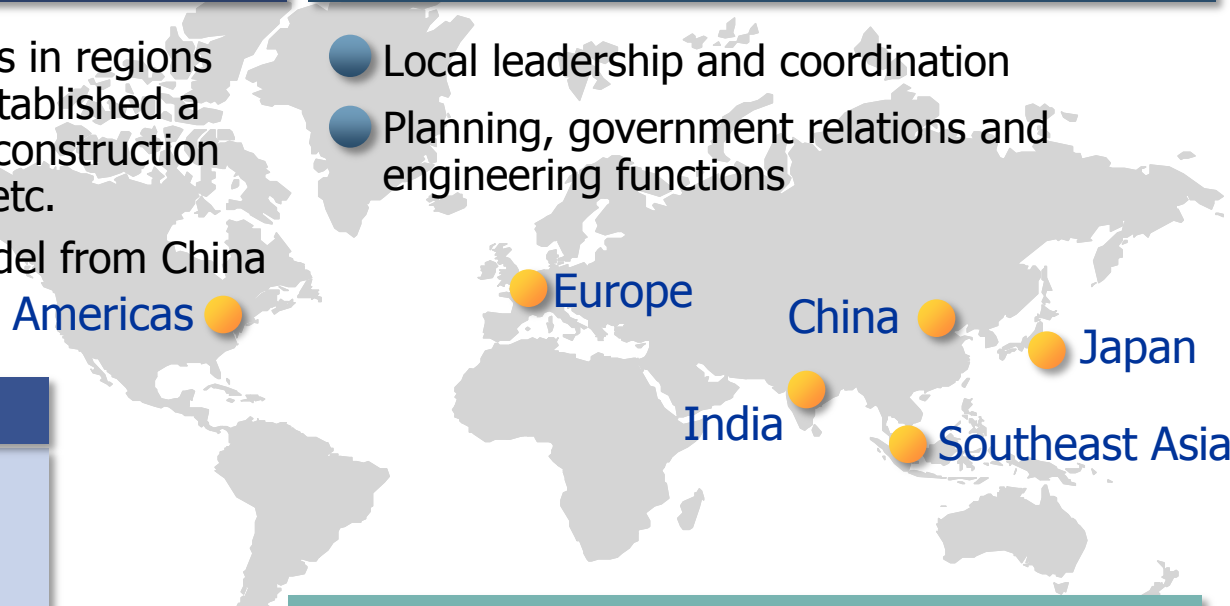 s in regions
tablished a
construction
etc.
del from China
Local leadership and coordination
Planning, government relations and
engineering functions
Americas
Europe
China
Japan
India
Southeast Asia